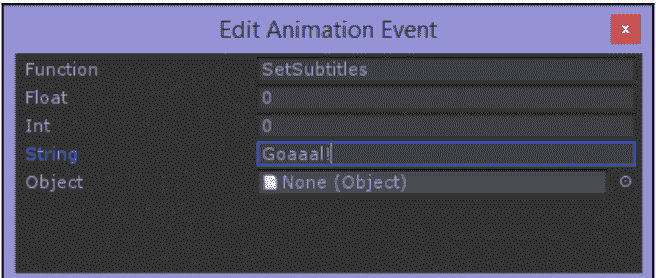 Edit Animation Event
x
Function SetSubtitles
Float 0
Int 0
String Goaaal!
Object None (Object)